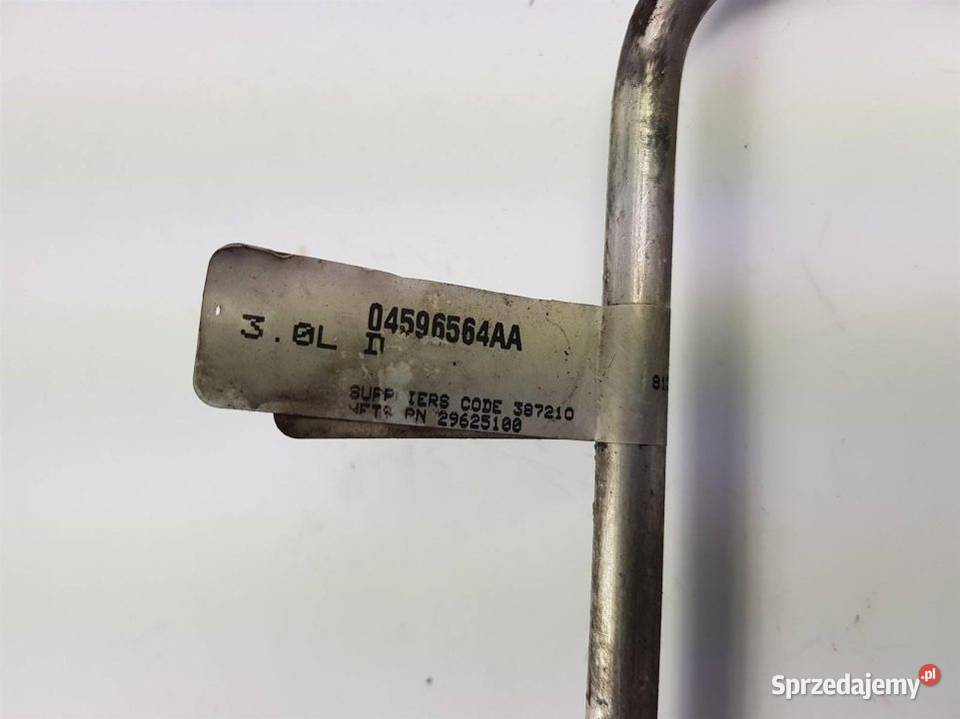 04596564AA
3.0L D
SUPPLIERS CODE 387210
MFTR PN 29625100
Sprzedajemy.pl